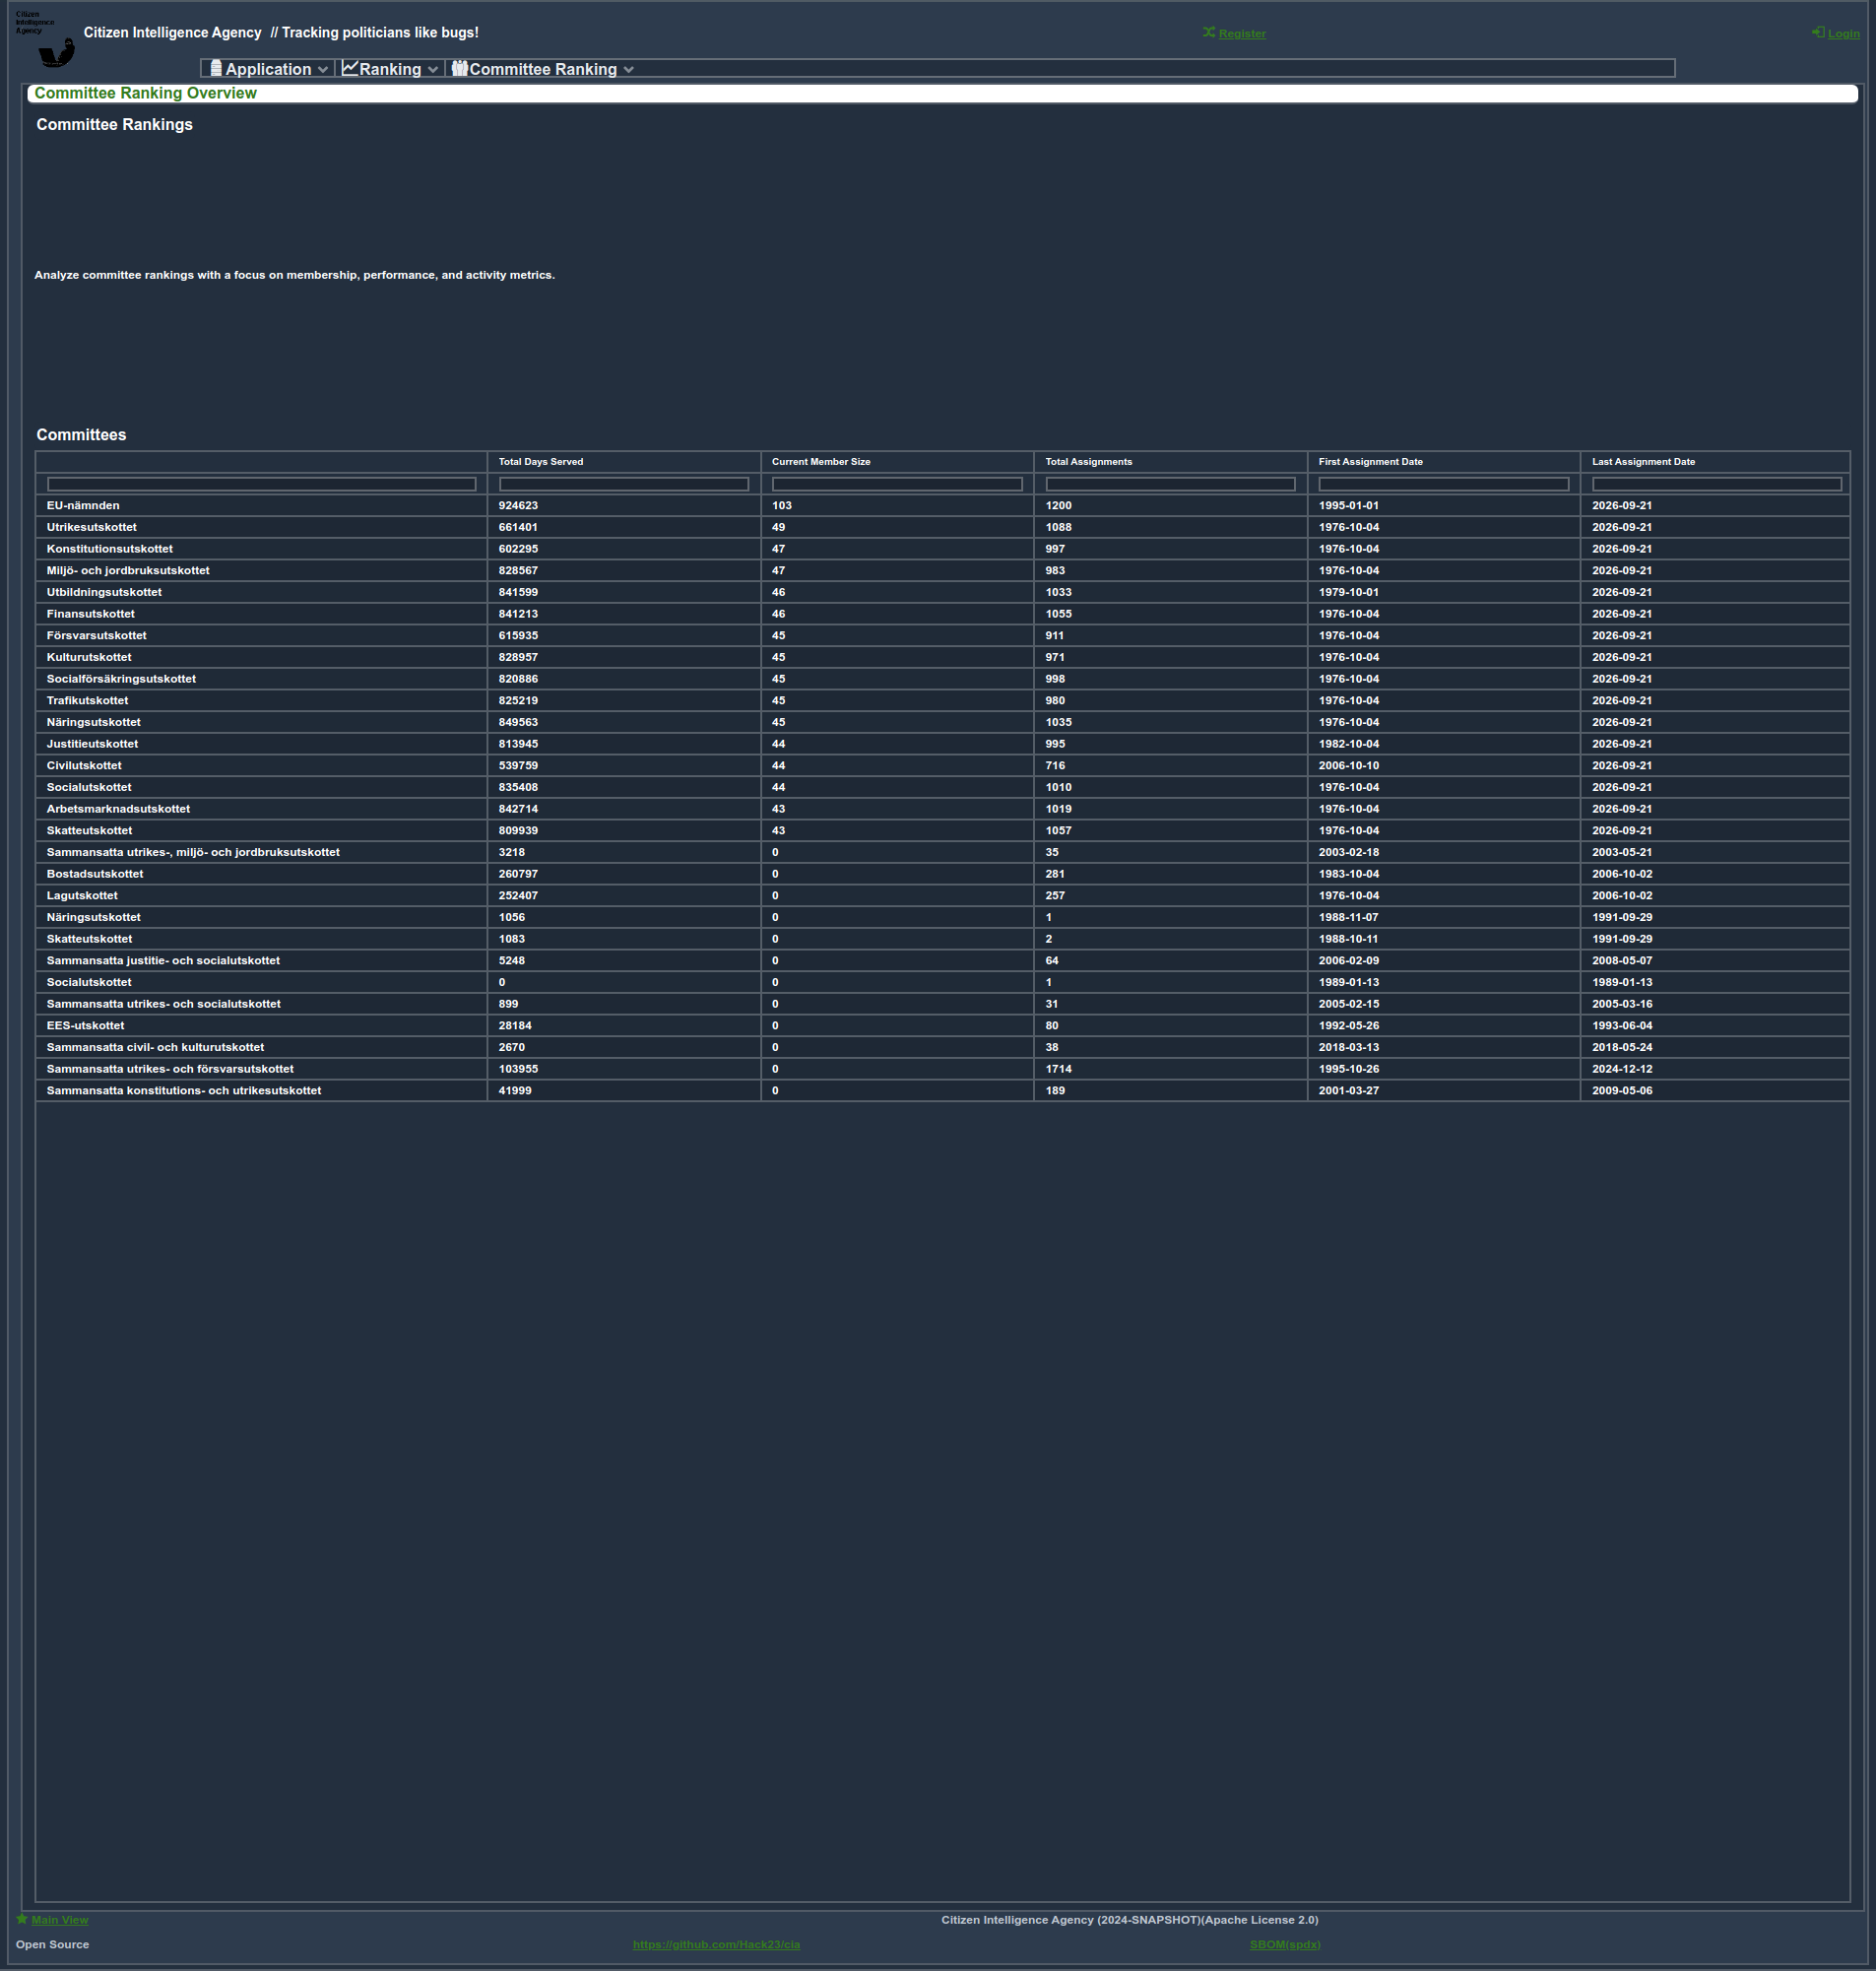 Citizen
Intelligence
Agency
Citizen Intelligence Agency // Tracking politicians like bugs!
Register
Login
Application
Ranking
Committee Ranking
Committee Ranking Overview
Committee Rankings
Analyze committee rankings with a focus on membership, performance, and activity metrics.
Committees
Total Days Served Current Member Size Total Assignments First Assignment Date Last Assignment Date
EU-nämnden 924623 103 1200 1995-01-01 2026-09-21
Utrikesutskottet 661401 49 1088 1976-10-04 2026-09-21
Konstitutionsutskottet 602295 47 997 1976-10-04 2026-09-21
Miljö- och jordbruksutskottet 828567 47 983 1976-10-04 2026-09-21
Utbildningsutskottet 841599 46 1033 1979-10-01 2026-09-21
Finansutskottet 841213 46 1055 1976-10-04 2026-09-21
Försvarsutskottet 615935 45 911 1976-10-04 2026-09-21
Kulturutskottet 828957 45 971 1976-10-04 2026-09-21
Socialförsäkringsutskottet 820886 45 998 1976-10-04 2026-09-21
Trafikutskottet 825219 45 980 1976-10-04 2026-09-21
Näringsutskottet 849563 45 1035 1976-10-04 2026-09-21
Justitieutskottet 813945 44 995 1982-10-04 2026-09-21
Civilutskottet 539759 44 716 2006-10-10 2026-09-21
Socialutskottet 835408 44 1010 1976-10-04 2026-09-21
Arbetsmarknadsutskottet 842714 43 1019 1976-10-04 2026-09-21
Skatteutskottet 809939 43 1057 1976-10-04 2026-09-21
Sammansatta utrikes-, miljö- och jordbruksutskottet 3218 0 35 2003-02-18 2003-05-21
Bostadsutskottet 260797 0 281 1983-10-04 2006-10-02
Lagutskottet 252407 0 257 1976-10-04 2006-10-02
Näringsutskottet 1056 0 1 1988-11-07 1991-09-29
Skatteutskottet 1083 0 2 1988-10-11 1991-09-29
Sammansatta justitie- och socialutskottet 5248 0 64 2006-02-09 2008-05-07
Socialutskottet 0 0 1 1989-01-13 1989-01-13
Sammansatta utrikes- och socialutskottet 899 0 31 2005-02-15 2005-03-16
EES-utskottet 28184 0 80 1992-05-26 1993-06-04
Sammansatta civil- och kulturutskottet 2670 0 38 2018-03-13 2018-05-24
Sammansatta utrikes- och försvarsutskottet 103955 0 1714 1995-10-26 2024-12-12
Sammansatta konstitutions- och utrikesutskottet 41999 0 189 2001-03-27 2009-05-06
Main View
Citizen Intelligence Agency (2024-SNAPSHOT)(Apache License 2.0)
Open Source
https://github.com/Hack23/cia
SBOM(spdx)